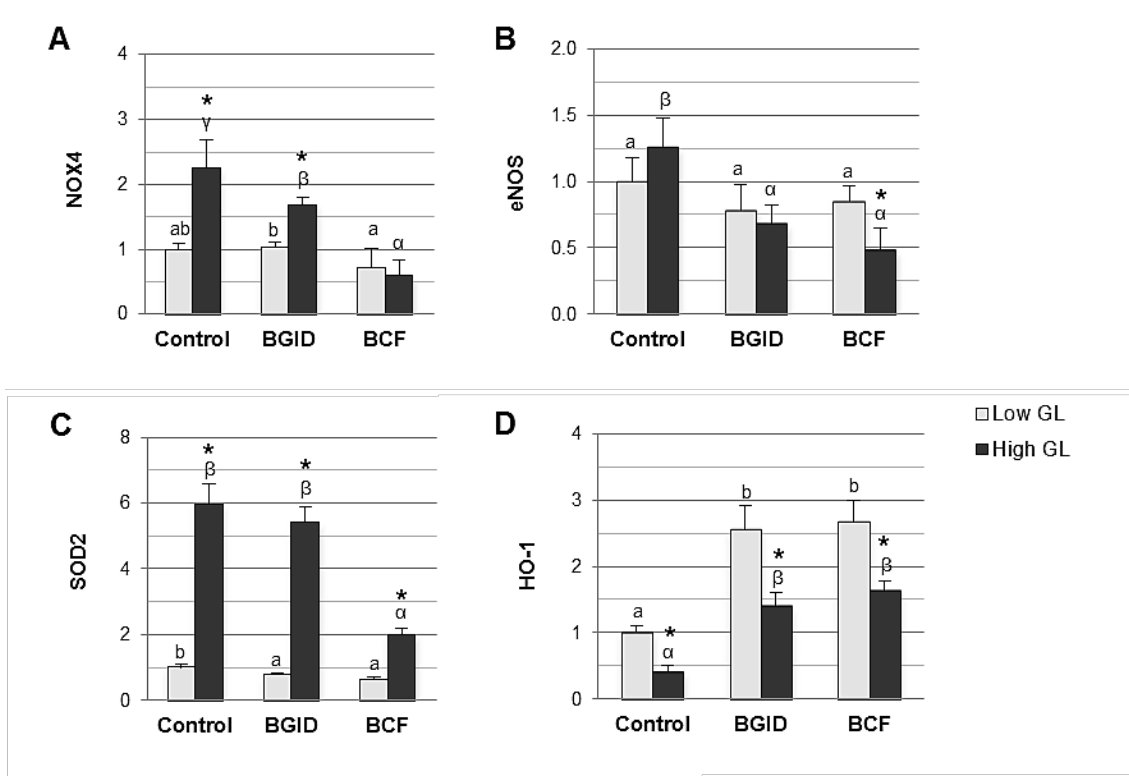 A
NOX4
4
3
2
1
0
*
γ
*
β
ab
b
a
α
Control BGID BCF
B
eNOS
2.0
1.5
1.0
0.5
0.0
a
β
a
α
a
*
α
Control BGID BCF
C
SOD2
8
6
4
2
0
*
β
*
β
*
α
b
a
a
Control BGID BCF
D
HO-1
4
3
2
1
0
a
*
α
b
*
β
b
*
β
Control BGID BCF
Low GL
High GL